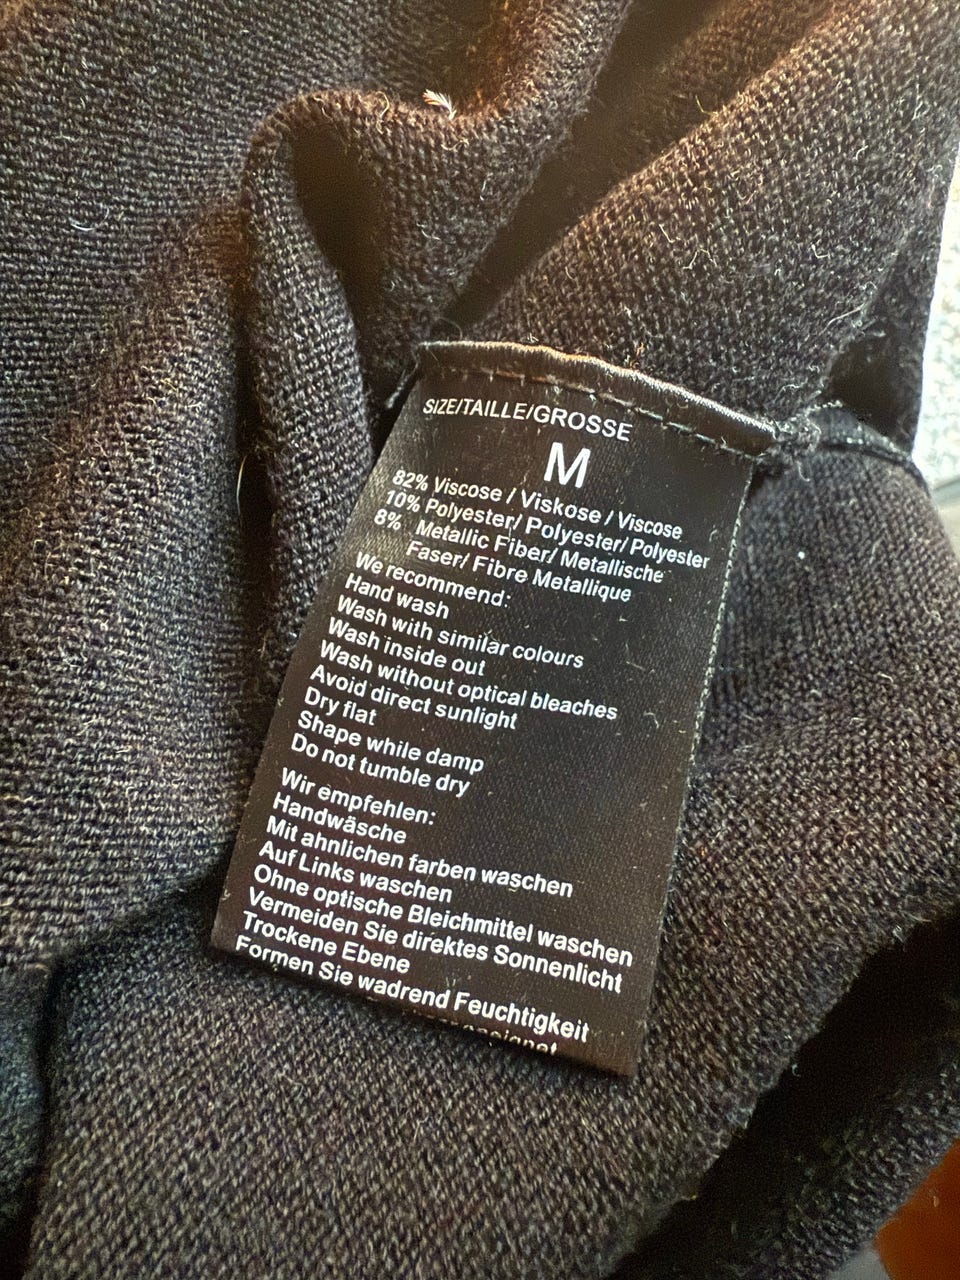 SIZE/TAILLE/GROSSE
M
82% Viscose / Viskose / Viscose
10% Polyester/ Polyester/ Polyester
8% Metallic Fiber/ Metallische
Faser/ Fibre Metallique
We recommend:
Hand wash
Wash with similar colours
Wash inside out
Wash without optical bleaches
Avoid direct sunlight
Dry flat
Shape while damp
Do not tumble dry
Wir empfehlen:
Handwäsche
Mit ahnlichen farben waschen
Auf Links waschen
Ohne optische Bleichmittel waschen
Vermeiden Sie direktes Sonnenlicht
Trockene Ebene
Formen Sie wadrend Feuchtigkeit